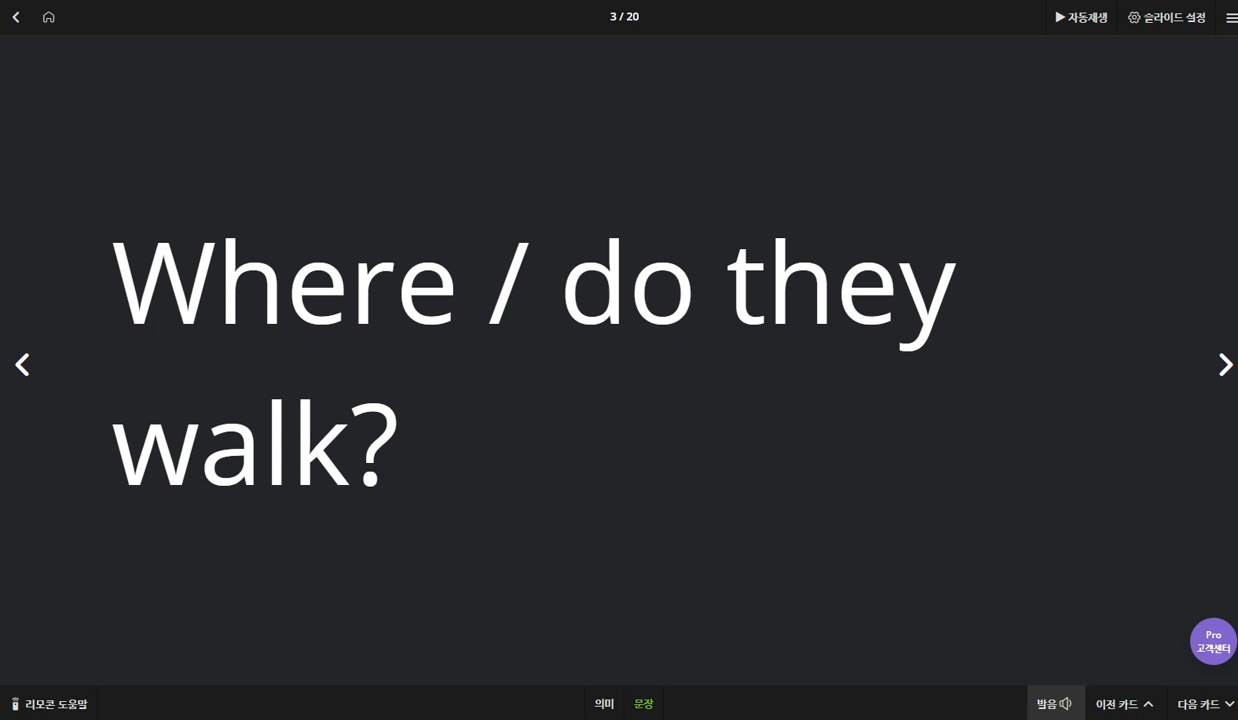 3 / 20
▶ 자동재생
슬라이드 설정
Where / do they
walk?
Pro
고객센터
리모콘 도움말
의미
문장
발음
이전 카드
다음 카드